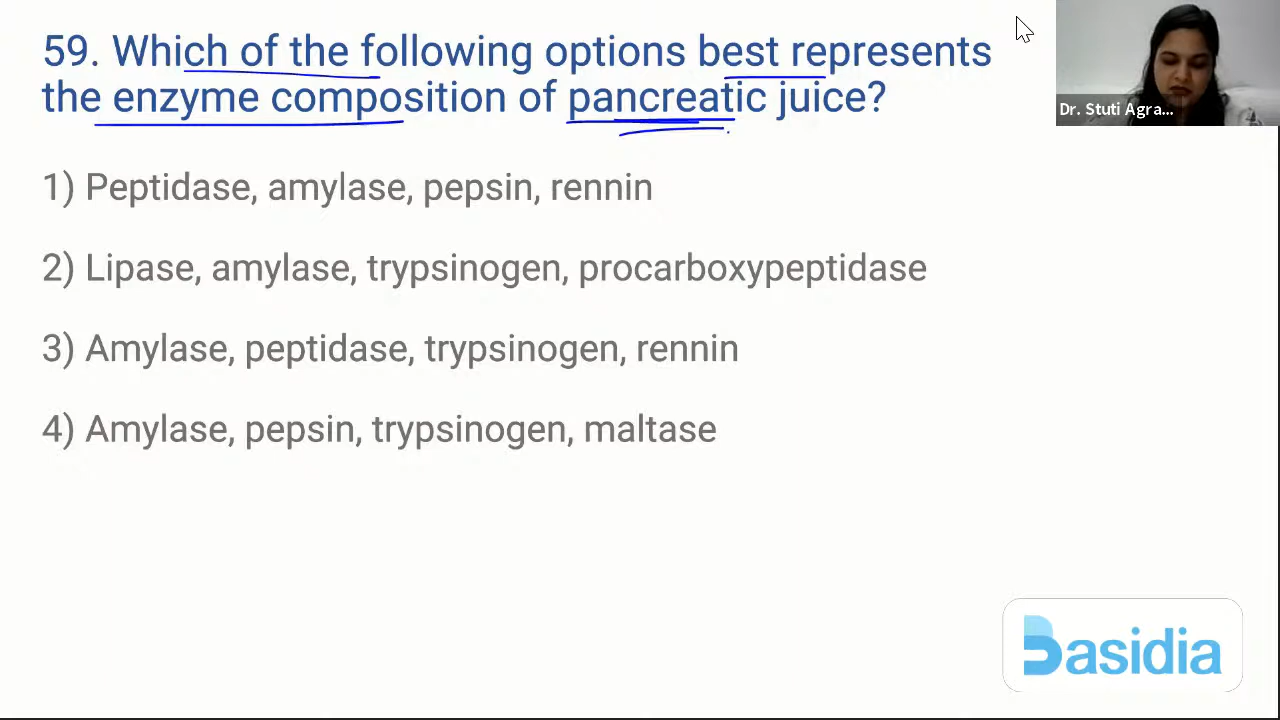 59. Which of the following options best represents
the enzyme composition of pancreatic juice?
Dr. Stuti Agra...
1) Peptidase, amylase, pepsin, rennin
2) Lipase, amylase, trypsinogen, procarboxypeptidase
3) Amylase, peptidase, trypsinogen, rennin
4) Amylase, pepsin, trypsinogen, maltase
Basidia